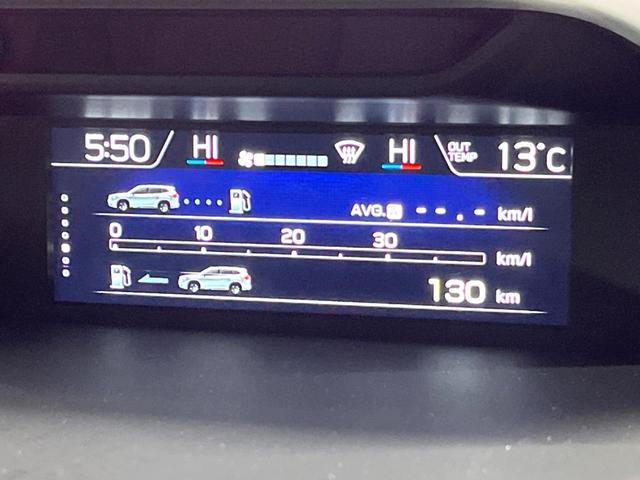 5:50 HI HI OUT TEMP 13°C
AVG. A --.- km/l
0 10 20 30 km/l
130 km